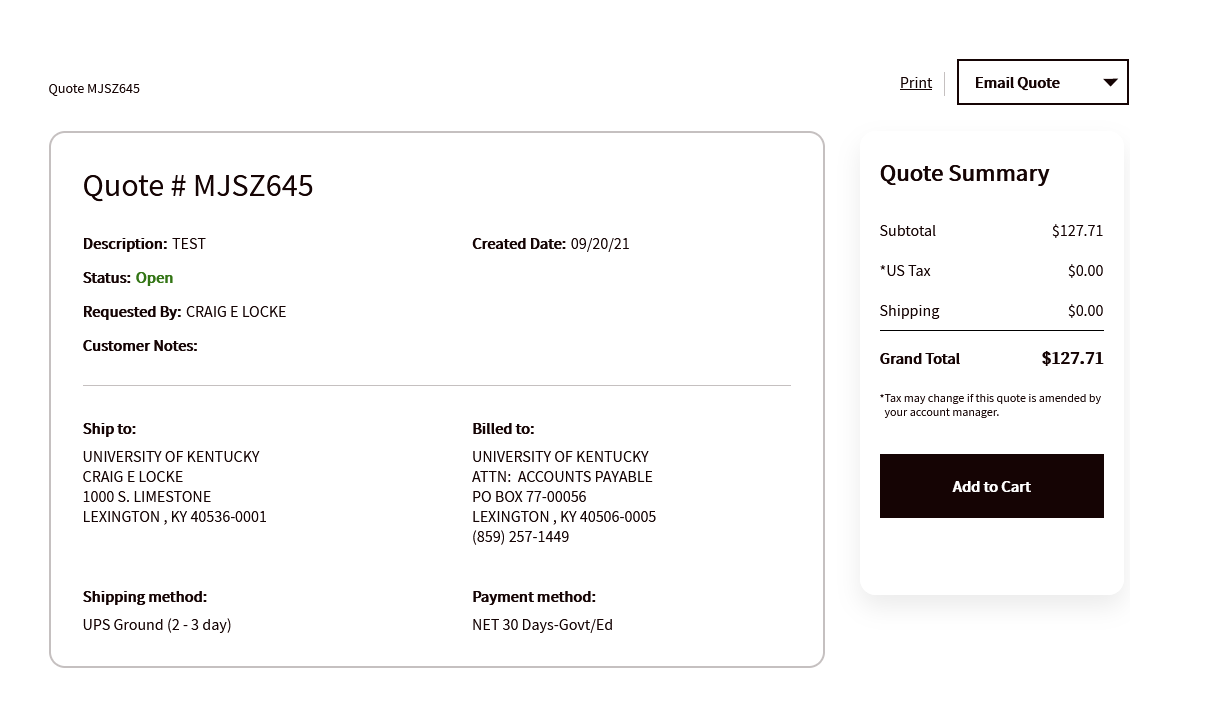 Quote MJSZ645
Print
Email Quote
Quote # MJSZ645
Description: TEST
Created Date: 09/20/21
Status: Open
Requested By: CRAIG E LOCKE
Customer Notes:
Ship to:
UNIVERSITY OF KENTUCKY
CRAIG E LOCKE
1000 S. LIMESTONE
LEXINGTON , KY 40536-0001
Billed to:
UNIVERSITY OF KENTUCKY
ATTN:  ACCOUNTS PAYABLE
PO BOX 77-00056
LEXINGTON , KY 40506-0005
(859) 257-1449
Shipping method:
UPS Ground (2 - 3 day)
Payment method:
NET 30 Days-Govt/Ed
Quote Summary
Subtotal $127.71
*US Tax $0.00
Shipping $0.00
Grand Total $127.71
*Tax may change if this quote is amended by
your account manager.
Add to Cart